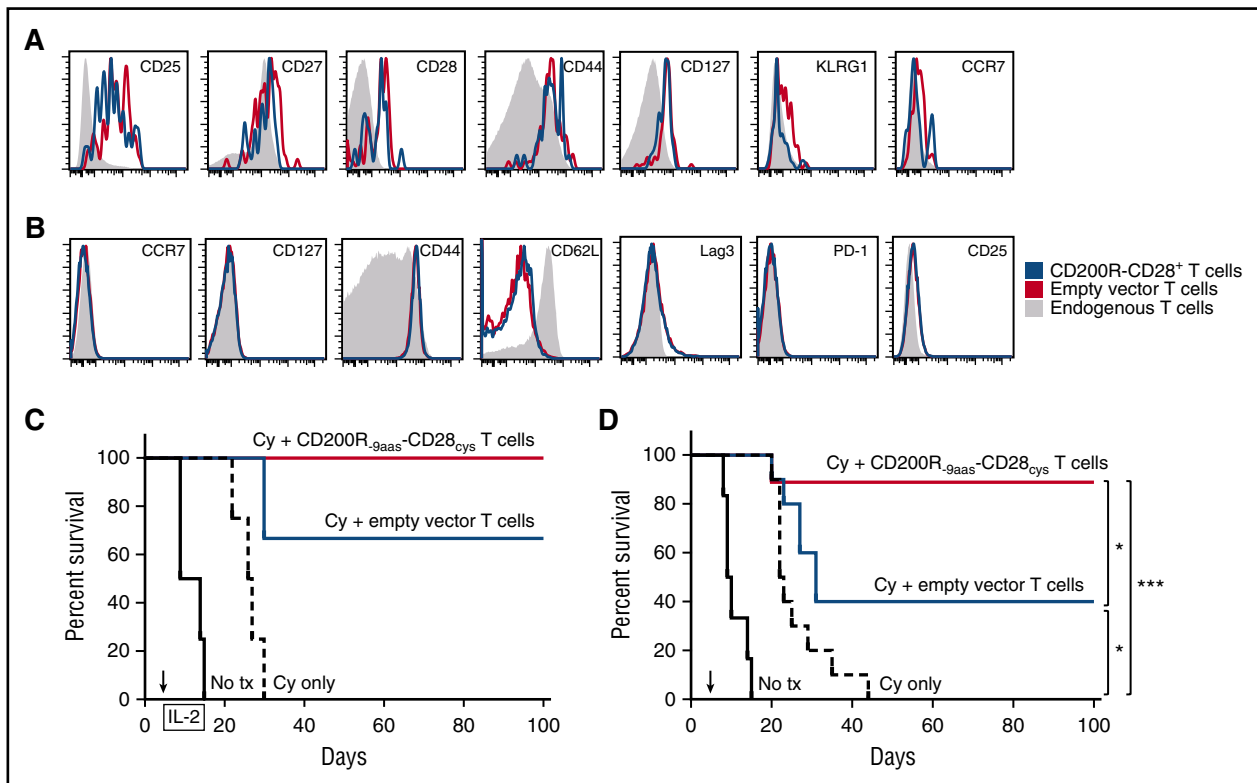 A
CD25
CD27
CD28
CD44
CD127
KLRG1
CCR7
B
CCR7
CD127
CD44
CD62L
Lag3
PD-1
CD25
CD200R-CD28+ T cells
Empty vector T cells
Endogenous T cells
C
Cy + CD200R-9aas-CD28cys T cells
Cy + empty vector T cells
No tx
Cy only
IL-2
Percent survival
100
80
60
40
20
0
0 20 40 60 80 100
Days
D
Cy + CD200R-9aas-CD28cys T cells
Cy + empty vector T cells
No tx
Cy only
*
***
*
Percent survival
100
80
60
40
20
0
0 20 40 60 80 100
Days